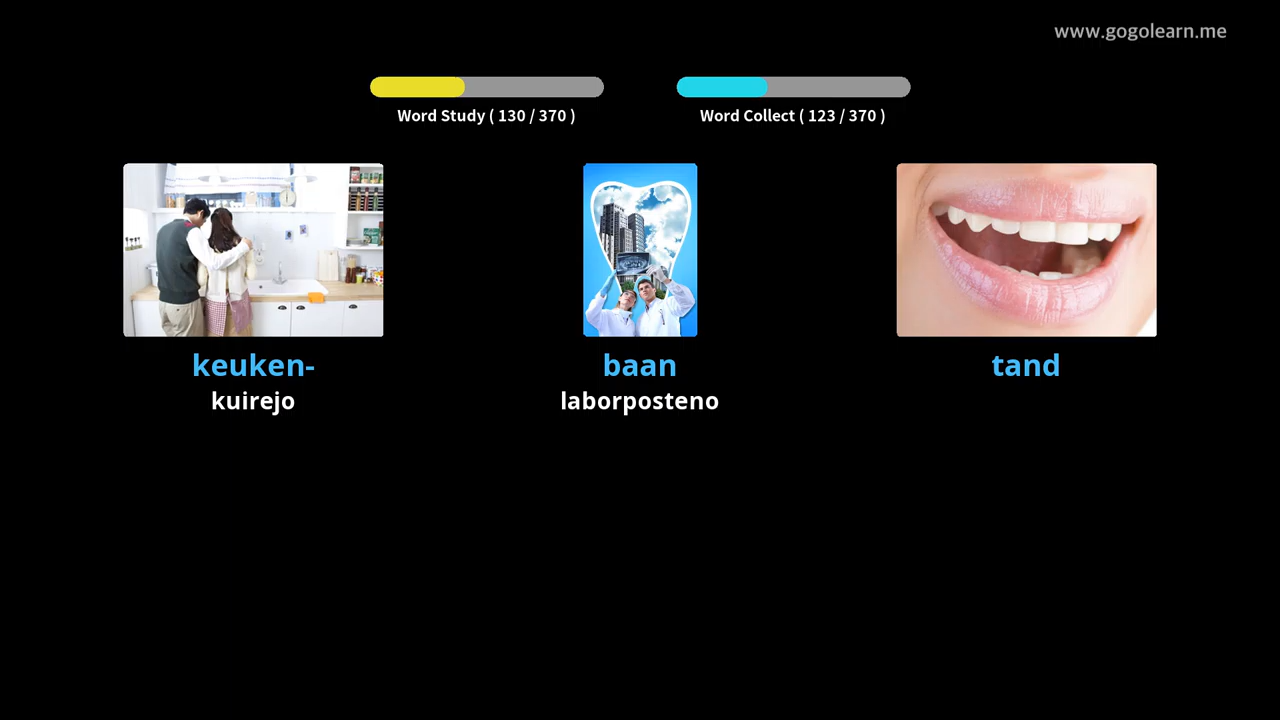 www.gogolearn.me
Word Study ( 130 / 370 )
Word Collect ( 123 / 370 )
keuken-
kuirejo
baan
laborposteno
tand